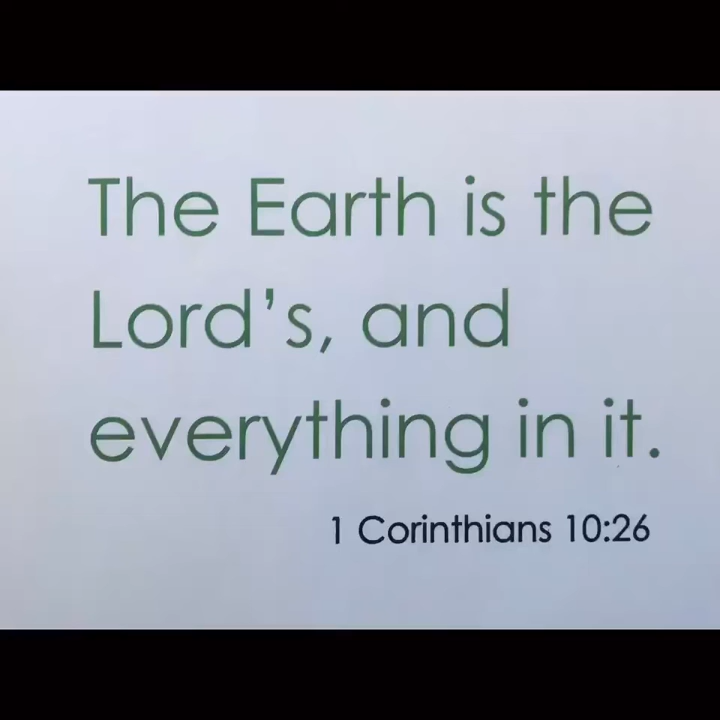 The Earth is the
Lord's, and
everything in it.
1 Corinthians 10:26